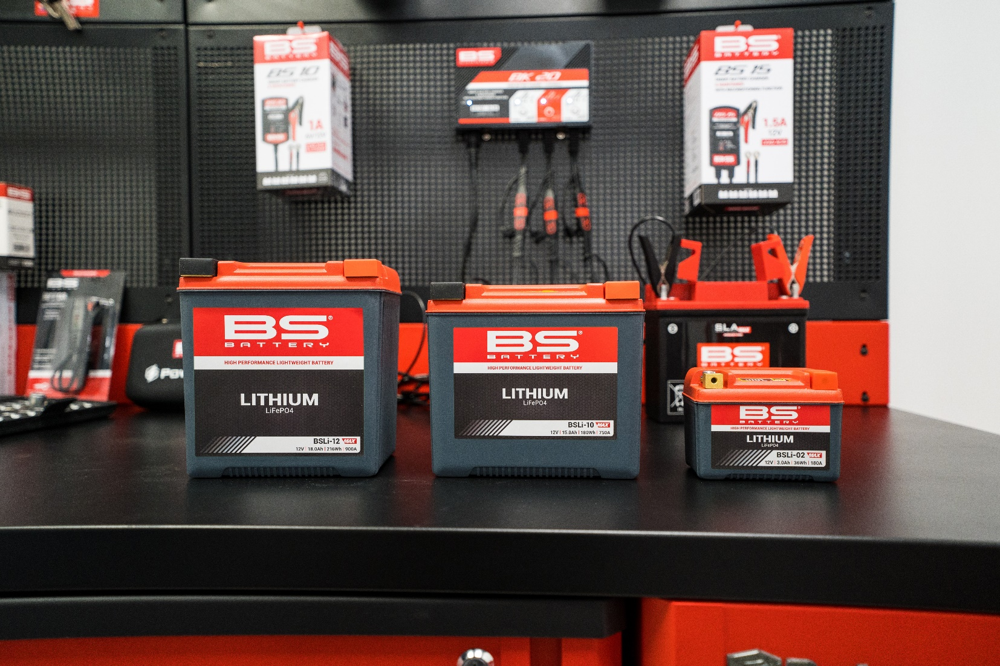 BS
BATTERY
BS 10
1A
BS
BK 20
BS
BATTERY
BS 15
1.5A
12V
BS
BS
BS
BS®
BATTERY
HIGH PERFORMANCE LIGHTWEIGHT BATTERY
LITHIUM
LiFePO4
BSLi-12 MAX
12V | 18.0Ah | 216Wh | 900A
BS®
BATTERY
HIGH PERFORMANCE LIGHTWEIGHT BATTERY
LITHIUM
LiFePO4
BSLi-10 MAX
12V | 15.0Ah | 180Wh | 750A
SLA
BS
BATTERY
BS®
BATTERY
HIGH PERFORMANCE LIGHTWEIGHT BATTERY
LITHIUM
LiFePO4
BSLi-02 MAX
12V | 3.0Ah | 36Wh | 180A